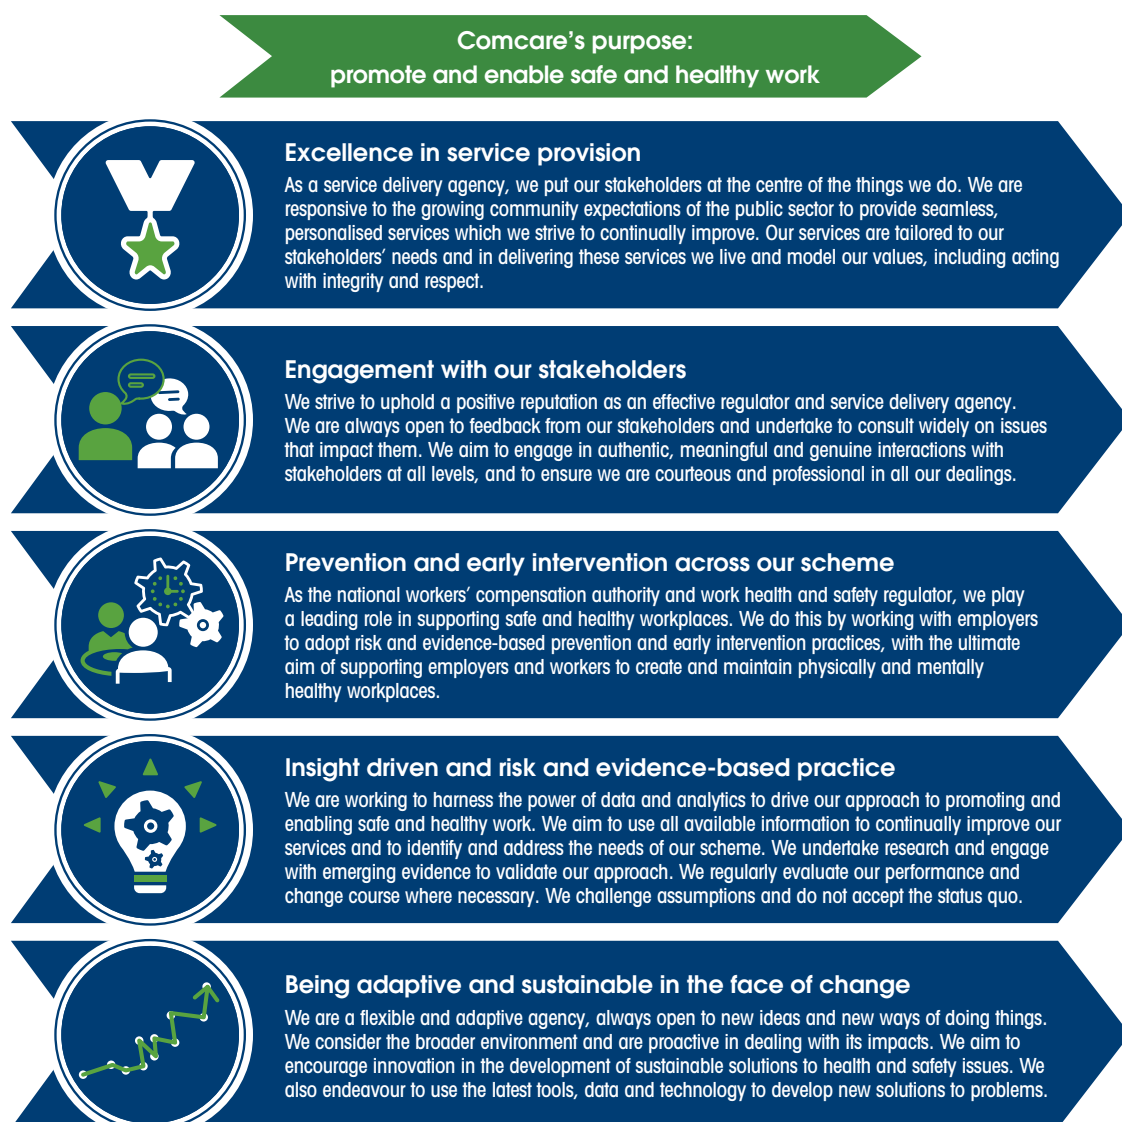 Comcare’s purpose:
promote and enable safe and healthy work
Excellence in service provision
As a service delivery agency, we put our stakeholders at the centre of the things we do. We are
responsive to the growing community expectations of the public sector to provide seamless,
personalised services which we strive to continually improve. Our services are tailored to our
stakeholders’ needs and in delivering these services we live and model our values, including acting
with integrity and respect.
Engagement with our stakeholders
We strive to uphold a positive reputation as an effective regulator and service delivery agency.
We are always open to feedback from our stakeholders and undertake to consult widely on issues
that impact them. We aim to engage in authentic, meaningful and genuine interactions with
stakeholders at all levels, and to ensure we are courteous and professional in all our dealings.
Prevention and early intervention across our scheme
As the national workers’ compensation authority and work health and safety regulator, we play
a leading role in supporting safe and healthy workplaces. We do this by working with employers
to adopt risk and evidence-based prevention and early intervention practices, with the ultimate
aim of supporting employers and workers to create and maintain physically and mentally
healthy workplaces.
Insight driven and risk and evidence-based practice
We are working to harness the power of data and analytics to drive our approach to promoting and
enabling safe and healthy work. We aim to use all available information to continually improve our
services and to identify and address the needs of our scheme. We undertake research and engage
with emerging evidence to validate our approach. We regularly evaluate our performance and
change course where necessary. We challenge assumptions and do not accept the status quo.
Being adaptive and sustainable in the face of change
We are a flexible and adaptive agency, always open to new ideas and new ways of doing things.
We consider the broader environment and are proactive in dealing with its impacts. We aim to
encourage innovation in the development of sustainable solutions to health and safety issues. We
also endeavour to use the latest tools, data and technology to develop new solutions to problems.